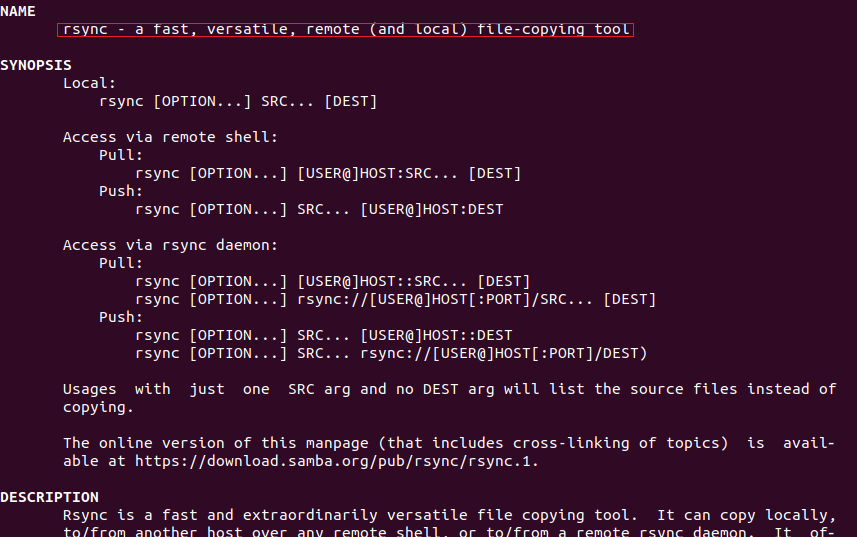 NAME
rsync - a fast, versatile, remote (and local) file-copying tool
SYNOPSIS
Local:
rsync [OPTION...] SRC... [DEST]
Access via remote shell:
Pull:
rsync [OPTION...] [USER@]HOST:SRC... [DEST]
Push:
rsync [OPTION...] SRC... [USER@]HOST:DEST
Access via rsync daemon:
Pull:
rsync [OPTION...] [USER@]HOST::SRC... [DEST]
rsync [OPTION...] rsync://[USER@]HOST[:PORT]/SRC... [DEST]
Push:
rsync [OPTION...] SRC... [USER@]HOST::DEST
rsync [OPTION...] SRC... rsync://[USER@]HOST[:PORT]/DEST)
Usages with just one SRC arg and no DEST arg will list the source files instead of
copying.
The online version of this manpage (that includes cross-linking of topics) is avail-
able at https://download.samba.org/pub/rsync/rsync.1.
DESCRIPTION
Rsync is a fast and extraordinarily versatile file copying tool. It can copy locally,
to/from another host over any remote shell, or to/from a remote rsync daemon. It of-